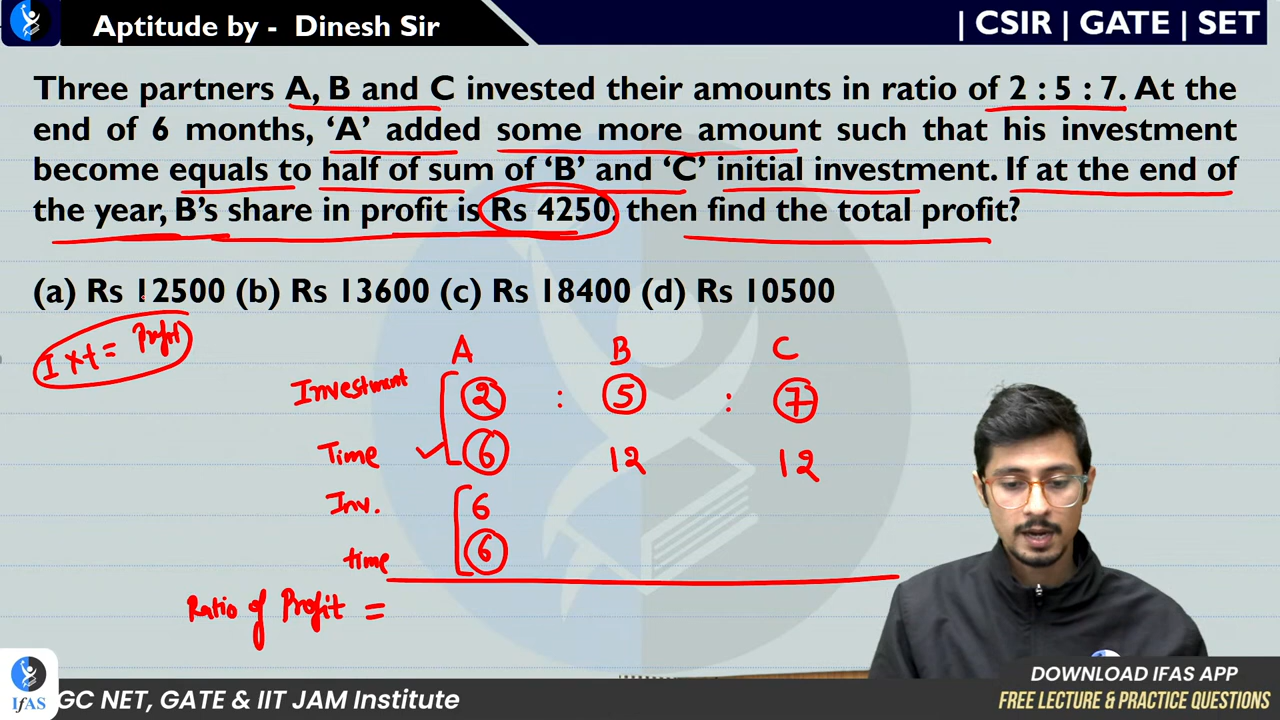 Aptitude by - Dinesh Sir
| CSIR | GATE | SET
Three partners A, B and C invested their amounts in ratio of 2 : 5 : 7. At the
end of 6 months, ‘A’ added some more amount such that his investment
become equals to half of sum of ‘B’ and ‘C’ initial investment. If at the end of
the year, B’s share in profit is Rs 4250, then find the total profit?
(a) Rs 12500 (b) Rs 13600 (c) Rs 18400 (d) Rs 10500
I × t = Profit
A B C
Investment 2 : 5 : 7
Time 6 12 12
Inv. 6
time 6
Ratio of Profit =
IfAS
GC NET, GATE & IIT JAM Institute
DOWNLOAD IFAS APP
FREE LECTURE & PRACTICE QUESTIONS